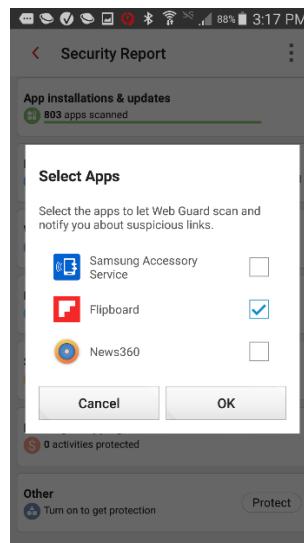 88% 3:17 PM
Security Report
App installations & updates
803 apps scanned
Select Apps
Select the apps to let Web Guard scan and
notify you about suspicious links.
Samsung Accessory
Service
Flipboard
News360
Cancel
OK
0 activities protected
Other
Turn on to get protection
Protect